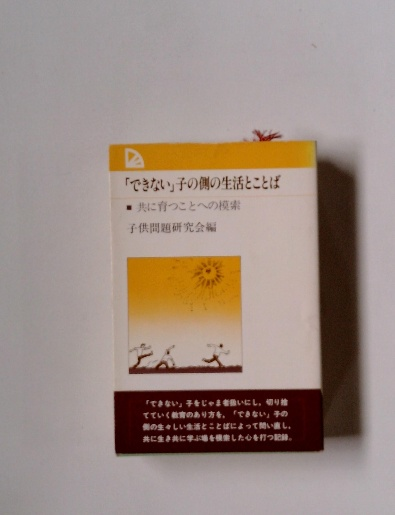 「できない」子の側の生活とことば
■ 共に育つことへの模索
子供問題研究会編
「できない」子をじゃま者扱いにし、切り捨
てていく教育のあり方を、「できない」子の
側の生々しい生活とことばによって問い直し、
共に生き共に学ぶ場を模索した心を打つ記録。